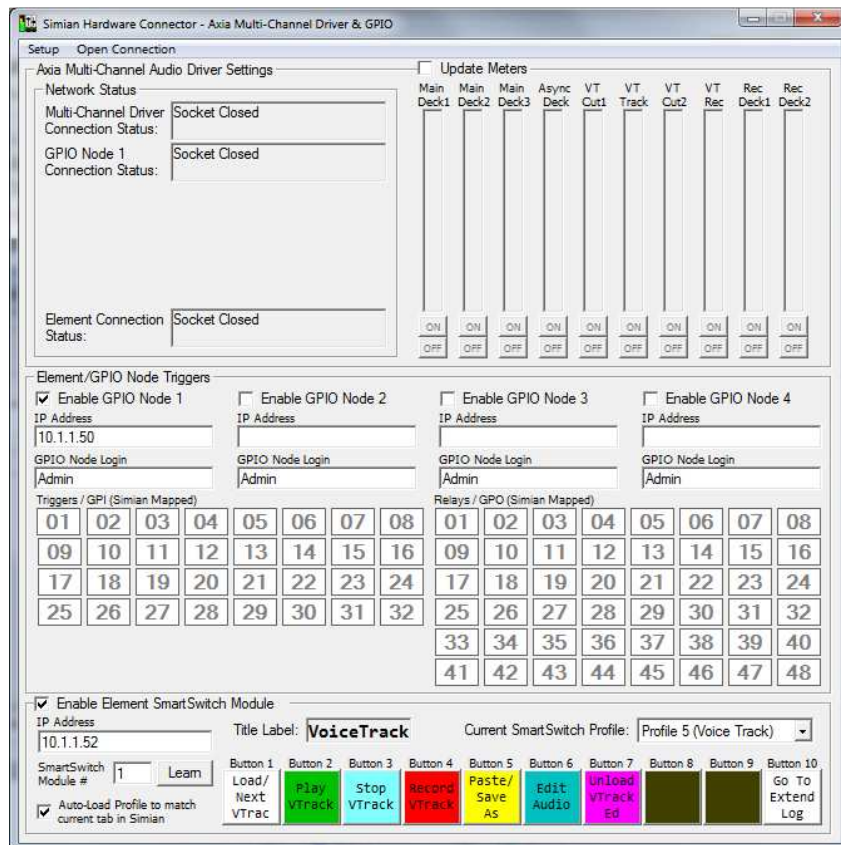 Simian Hardware Connector - Axia Multi-Channel Driver & GPIO
Setup Open Connection
Axia Multi-Channel Audio Driver Settings
Network Status
Multi-Channel Driver
Connection Status:
Socket Closed
GPIO Node 1
Connection Status:
Socket Closed
Element Connection
Status:
Socket Closed
Update Meters
Main Deck1
Main Deck2
Main Deck3
Async Deck
VT Cut1
VT Track
VT Cut2
VT Rec
Rec Deck1
Rec Deck2
ON ON ON ON ON ON ON ON ON ON
OFF OFF OFF OFF OFF OFF OFF OFF OFF OFF
Element/GPIO Node Triggers
Enable GPIO Node 1 Enable GPIO Node 2 Enable GPIO Node 3 Enable GPIO Node 4
IP Address IP Address IP Address IP Address
10.1.1.50
GPIO Node Login GPIO Node Login GPIO Node Login GPIO Node Login
Admin Admin Admin Admin
Triggers / GPI (Simian Mapped)
01 02 03 04 05 06 07 08
09 10 11 12 13 14 15 16
17 18 19 20 21 22 23 24
25 26 27 28 29 30 31 32
Relays / GPO (Simian Mapped)
01 02 03 04 05 06 07 08
09 10 11 12 13 14 15 16
17 18 19 20 21 22 23 24
25 26 27 28 29 30 31 32
33 34 35 36 37 38 39 40
41 42 43 44 45 46 47 48
Enable Element SmartSwitch Module
IP Address
10.1.1.52
Title Label: VoiceTrack
Current SmartSwitch Profile: Profile 5 (Voice Track)
SmartSwitch
Module #
1
Learn
Auto-Load Profile to match
current tab in Simian
Button 1 Button 2 Button 3 Button 4 Button 5 Button 6 Button 7 Button 8 Button 9 Button 10
Load/
Next
VTrac
Play
VTrack
Stop
VTrack
Record
VTrack
Paste/
Save
As
Edit
Audio
Unload
VTrack
Ed
Go To
Extend
Log